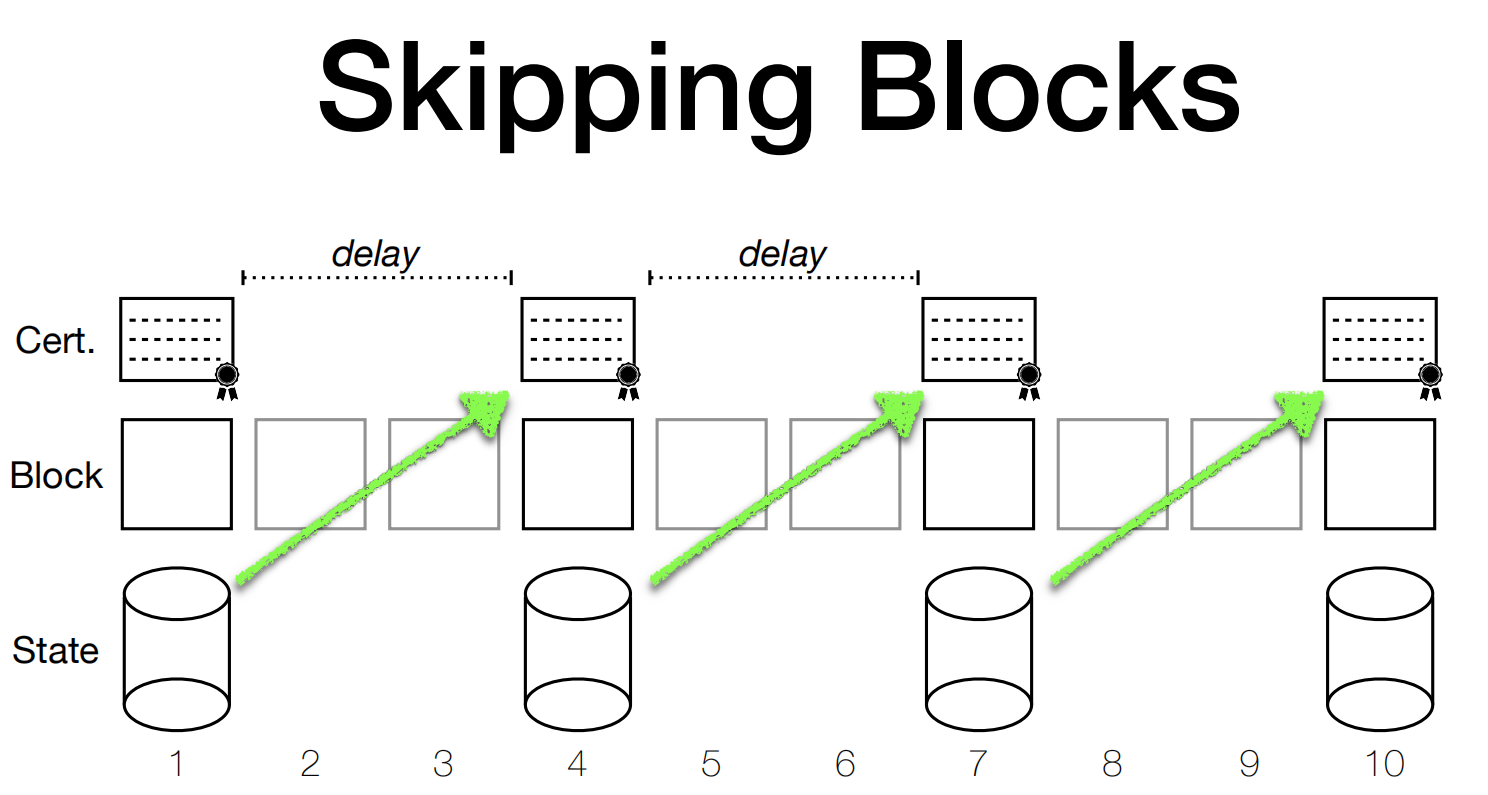 Skipping Blocks
delay delay
Cert.
Block
State
1 2 3 4 5 6 7 8 9 10